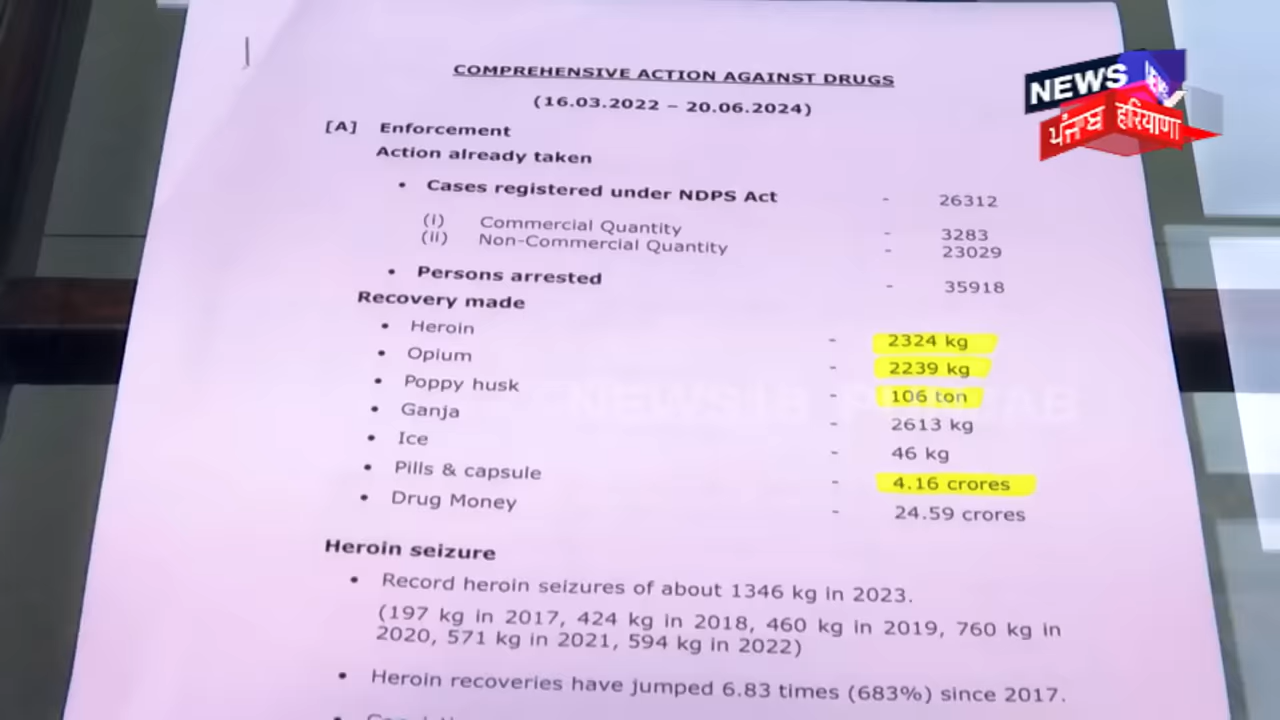 COMPREHENSIVE ACTION AGAINST DRUGS
(16.03.2022 – 20.06.2024)
[A] Enforcement
Action already taken
• Cases registered under NDPS Act - 26312
(i) Commercial Quantity - 3283
(ii) Non-Commercial Quantity - 23029
• Persons arrested - 35918
Recovery made
• Heroin - 2324 kg
• Opium - 2239 kg
• Poppy husk - 106 ton
• Ganja - 2613 kg
• Ice - 46 kg
• Pills & capsule - 4.16 crores
• Drug Money - 24.59 crores
Heroin seizure
• Record heroin seizures of about 1346 kg in 2023.
(197 kg in 2017, 424 kg in 2018, 460 kg in 2019, 760 kg in
2020, 571 kg in 2021, 594 kg in 2022)
• Heroin recoveries have jumped 6.83 times (683%) since 2017.
NEWS
ਪੰਜਾਬ हरियाणा
NEWS18